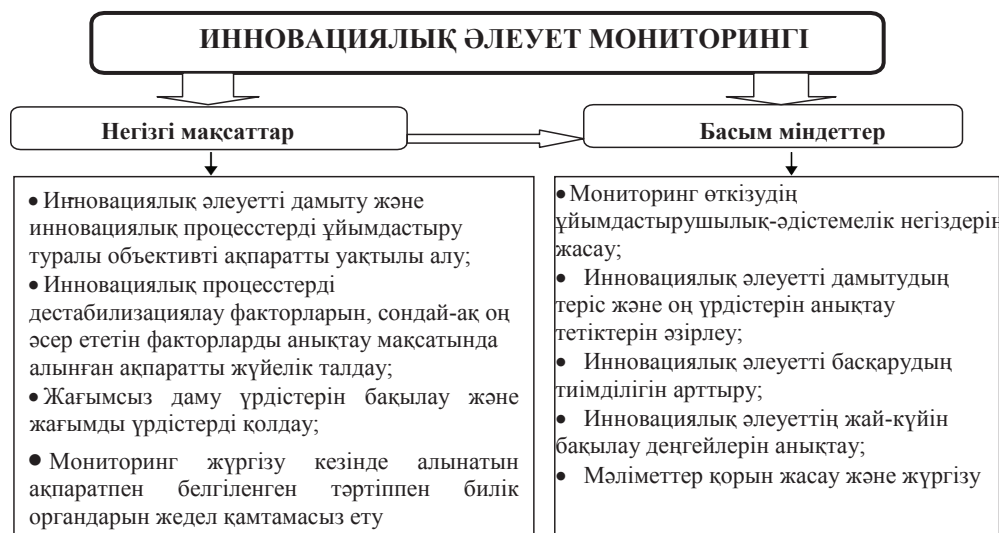 ИННОВАЦИЯЛЫҚ ӘЛЕУЕТ МОНИТОРИНГІ
Негізгі мақсаттар
Басым міндеттер
• Инновациялық әлеуетті дамыту және
инновациялық процесстерді ұйымдастыру
туралы объективті ақпаратты уақтылы алу;
• Инновациялық процесстерді
дестабилизациялау факторларын, сондай-ақ оң
әсер ететін факторларды анықтау мақсатында
алынған ақпаратты жүйелік талдау;
• Жағымсыз даму үрдістерін бақылау және
жағымды үрдістерді қолдау;
• Мониторинг жүргізу кезінде алынатын
ақпаратпен белгіленген тәртіппен билік
органдарын жедел қамтамасыз ету
• Мониторинг өткізудің
ұйымдастырушылық-әдістемелік негіздерін
жасау;
• Инновациялық әлеуетті дамытудың
теріс және оң үрдістерін анықтау
тетіктерін әзірлеу;
• Инновациялық әлеуетті басқарудың
тиімділігін арттыру;
• Инновациялық әлеуеттің жай-күйін
бақылау деңгейлерін анықтау;
• Мәліметтер қорын жасау және жүргізу